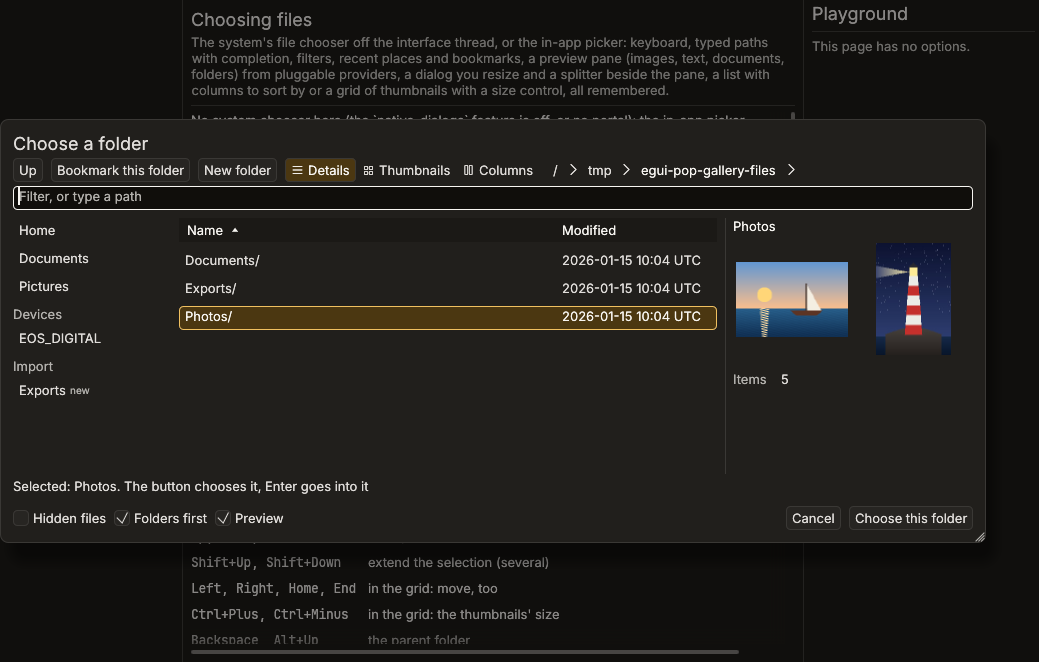 Choosing files
The system's file chooser off the interface thread, or the in-app picker: keyboard, typed paths
with completion, filters, recent places and bookmarks, a preview pane (images, text, documents,
folders) from pluggable providers, a dialog you resize and a splitter beside the pane, a list with
columns to sort by or a grid of thumbnails with a size control, all remembered.
Playground
This page has no options.
Choose a folder
Up Bookmark this folder New folder Details Thumbnails Columns / tmp egui-pop-gallery-files
Filter, or type a path
Home
Documents
Pictures
Devices
EOS_DIGITAL
Import
Exports new
Name Modified
Documents/ 2026-01-15 10:04 UTC
Exports/ 2026-01-15 10:04 UTC
Photos/ 2026-01-15 10:04 UTC
Photos
Items 5
Selected: Photos. The button chooses it, Enter goes into it
Hidden files Folders first Preview Cancel Choose this folder
Shift+Up, Shift+Down extend the selection (several)
Left, Right, Home, End in the grid: move, too
Ctrl+Plus, Ctrl+Minus in the grid: the thumbnails' size
Backspace Alt+Up the parent folder